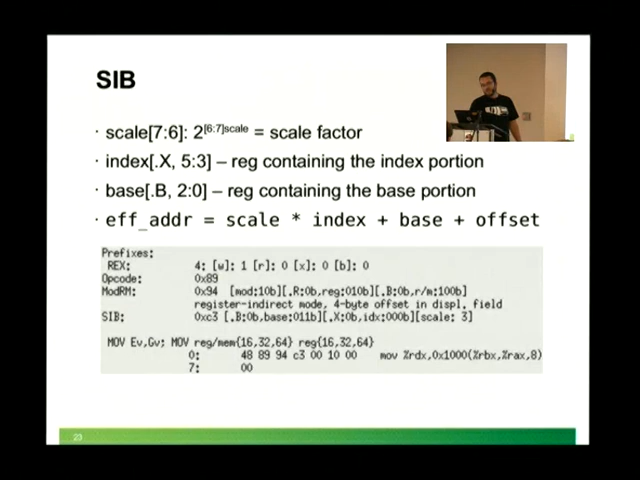 SIB
· scale[7:6]: 2[6:7]scale = scale factor
· index[.X, 5:3] – reg containing the index portion
· base[.B, 2:0] – reg containing the base portion
· eff_addr = scale * index + base + offset
Prefixes:
REX: 4: [w]: 1 [r]: 0 [x]: 0 [b]: 0
Opcode: 0x89
ModRM: 0x94 [mod:10b][.R:0b,reg:010b][.B:0b,r/m:100b]
register-indirect mode, 4-byte offset in displ. field
SIB: 0xc3 [.B:0b,base:011b][.X:0b,idx:000b][scale: 3]
MOV Ev,Gv; MOV reg/mem{16,32,64} reg{16,32,64}
0: 48 89 94 c3 00 10 00 mov %rdx,0x1000(%rbx,%rax,8)
7: 00
23